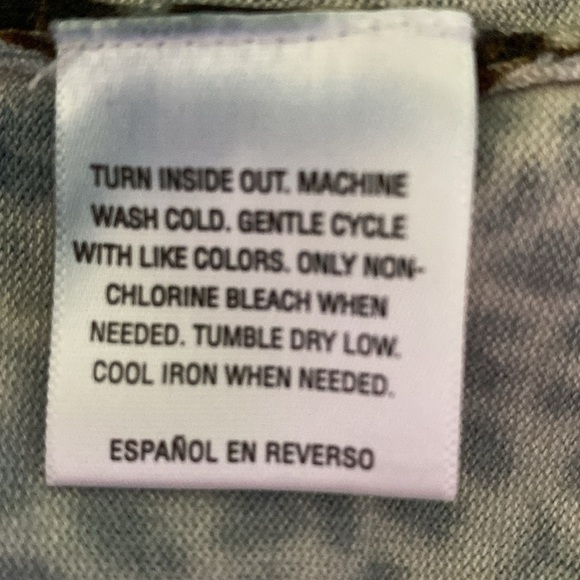 TURN INSIDE OUT. MACHINE
WASH COLD. GENTLE CYCLE
WITH LIKE COLORS. ONLY NON-
CHLORINE BLEACH WHEN
NEEDED. TUMBLE DRY LOW.
COOL IRON WHEN NEEDED.
ESPAÑOL EN REVERSO